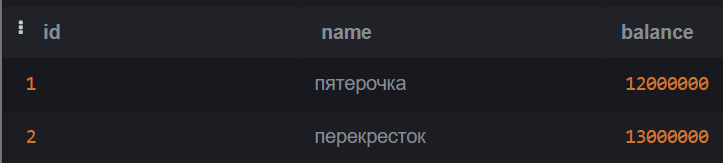 id name balance
1 пятерочка 12000000
2 перекресток 13000000